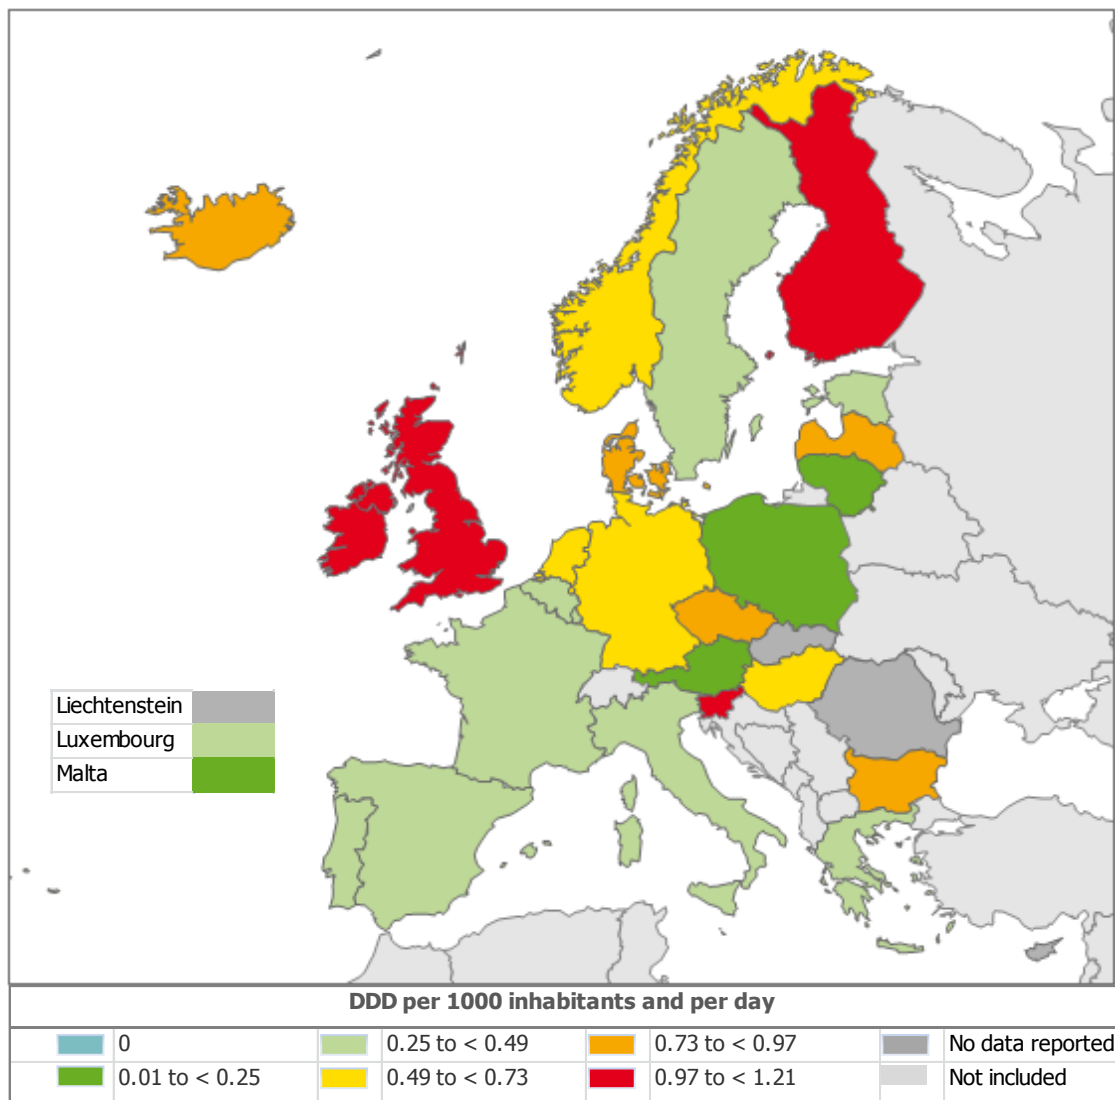 Liechtenstein
Luxembourg
Malta
DDD per 1000 inhabitants and per day
0 0.25 to < 0.49 0.73 to < 0.97 No data reported
0.01 to < 0.25 0.49 to < 0.73 0.97 to < 1.21 Not included